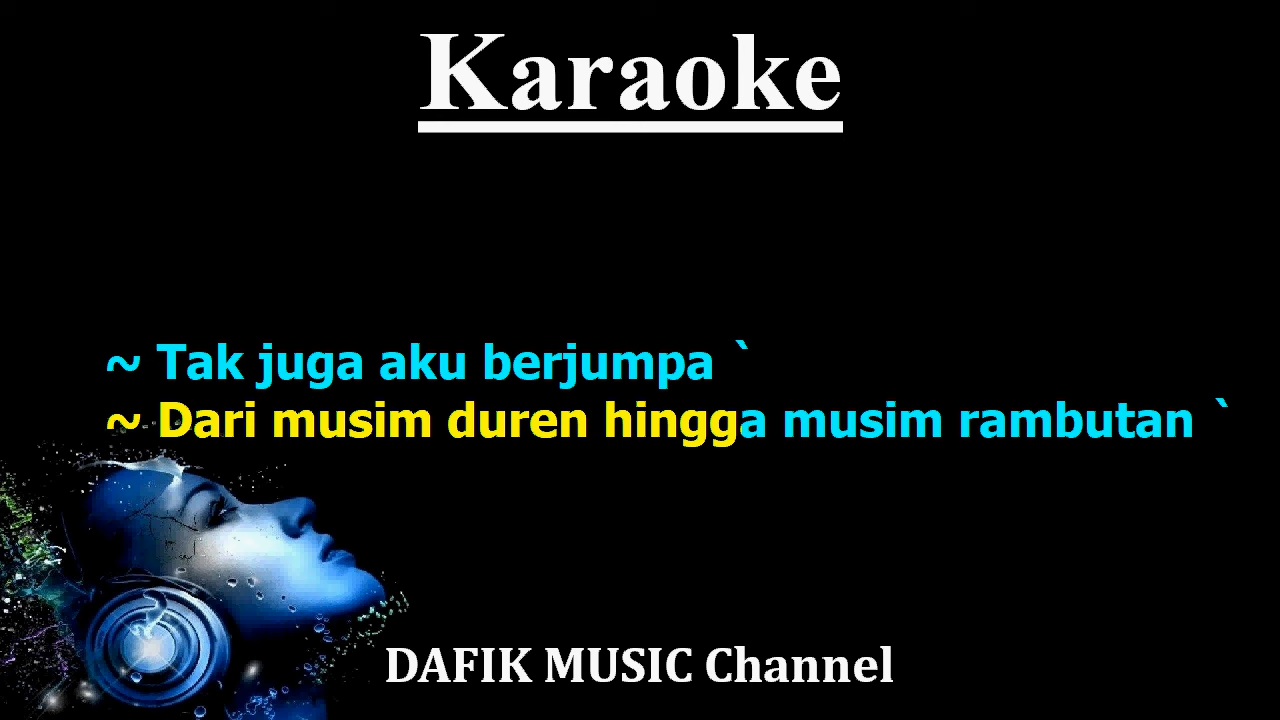 Karaoke
~ Tak juga aku berjumpa `
~ Dari musim duren hingga musim rambutan `
DAFIK MUSIC Channel